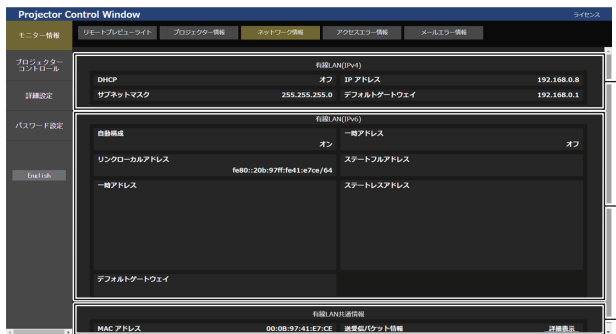 Projector Control Window
ライセンス
モニター情報
リモートプレビューライト プロジェクター情報 ネットワーク情報 アクセスエラー情報 メールエラー情報
プロジェクター
コントロール
詳細設定
パスワード設定
English
有線LAN(IPv4)
DHCP オフ IP アドレス 192.168.0.8
サブネットマスク 255.255.255.0 デフォルトゲートウェイ 192.168.0.1
有線LAN(IPv6)
自動構成 オン 一時アドレス オフ
リンクローカルアドレス ステートフルアドレス
fe80::20b:97ff:fe41:e7ce/64
一時アドレス ステートレスアドレス
デフォルトゲートウェイ
有線LAN共通情報
MAC アドレス 00:0B:97:41:E7:CE 送受信パケット情報 詳細表示